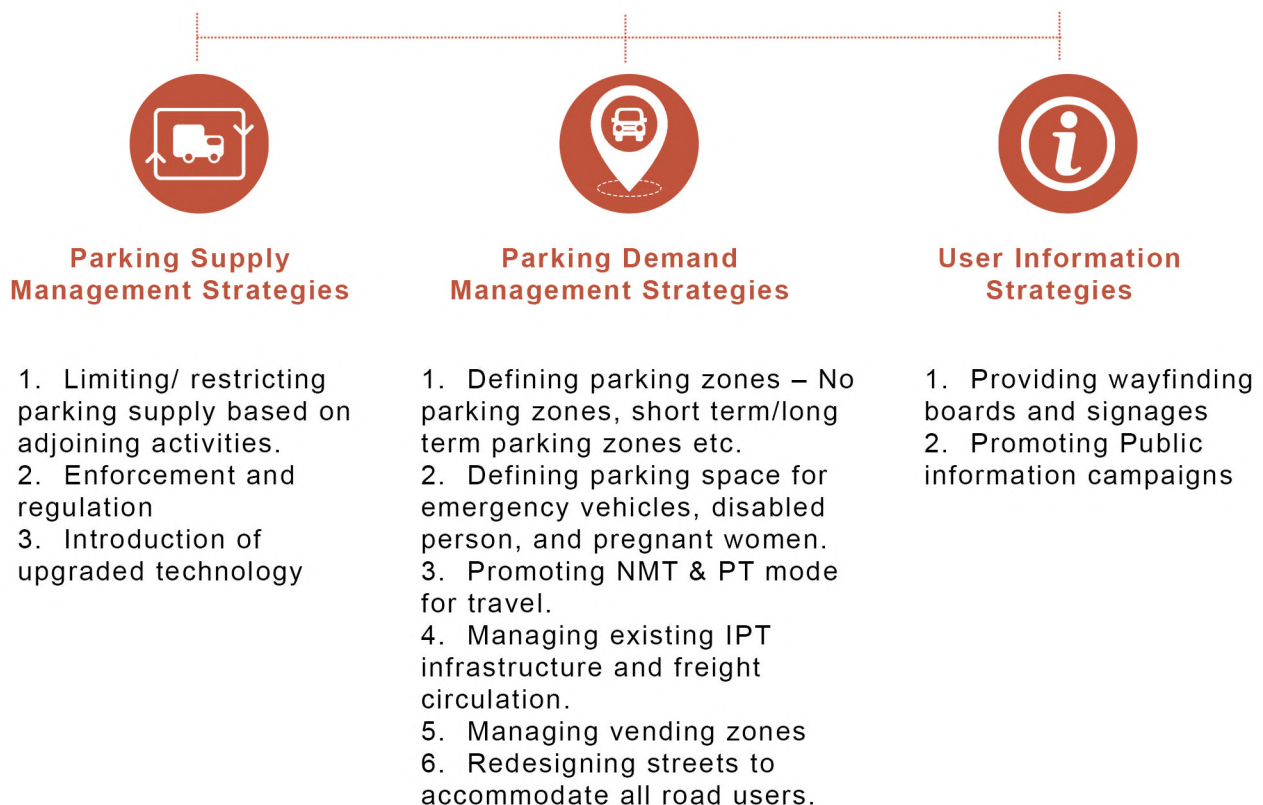 Parking Supply
Management Strategies
1. Limiting/ restricting
parking supply based on
adjoining activities.
2. Enforcement and
regulation
3. Introduction of
upgraded technology
Parking Demand
Management Strategies
1. Defining parking zones – No
parking zones, short term/long
term parking zones etc.
2. Defining parking space for
emergency vehicles, disabled
person, and pregnant women.
3. Promoting NMT & PT mode
for travel.
4. Managing existing IPT
infrastructure and freight
circulation.
5. Managing vending zones
6. Redesigning streets to
accommodate all road users.
User Information
Strategies
1. Providing wayfinding
boards and signages
2. Promoting Public
information campaigns